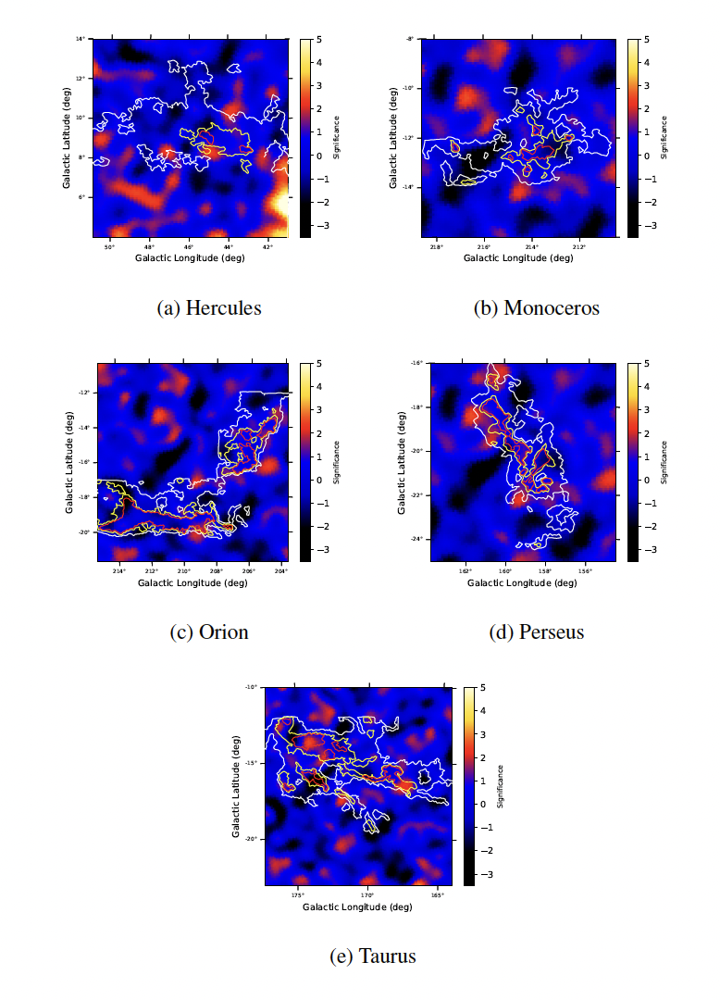 14°
12°
10°
8°
6°
50° 48° 46° 44° 42°
Galactic Latitude (deg)
Galactic Longitude (deg)
5
4
3
2
1
0
−1
−2
−3
Significance
-8°
-10°
-12°
-14°
218° 216° 214° 212°
Galactic Latitude (deg)
Galactic Longitude (deg)
5
4
3
2
1
0
−1
−2
−3
Significance
(a) Hercules
(b) Monoceros
-12°
-14°
-16°
-18°
-20°
214° 212° 210° 208° 206° 204°
Galactic Latitude (deg)
Galactic Longitude (deg)
5
4
3
2
1
0
−1
−2
−3
Significance
-16°
-18°
-20°
-22°
-24°
162° 160° 158° 156°
Galactic Latitude (deg)
Galactic Longitude (deg)
5
4
3
2
1
0
−1
−2
−3
Significance
(c) Orion
(d) Perseus
-10°
-15°
-20°
175° 170° 165°
Galactic Latitude (deg)
Galactic Longitude (deg)
5
4
3
2
1
0
−1
−2
−3
Significance
(e) Taurus